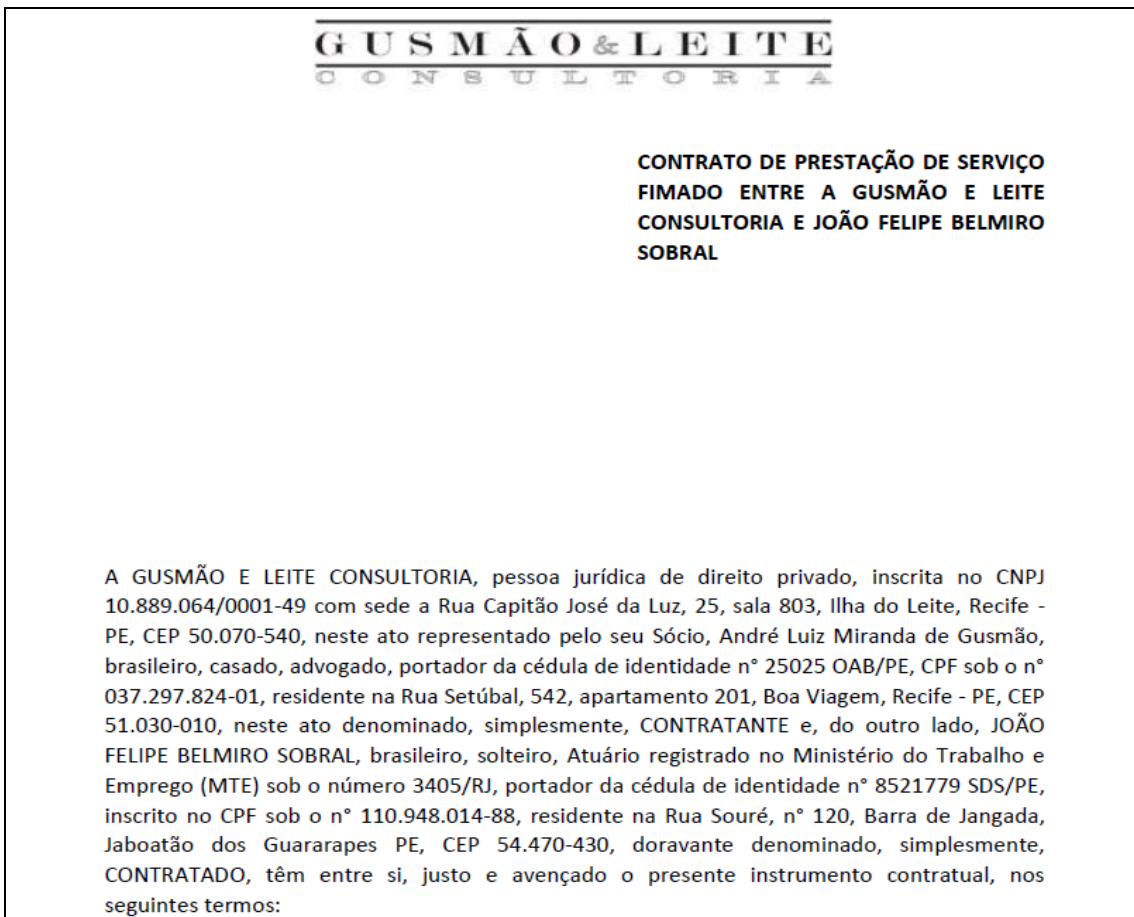 GUSMÃO & LEITE
CONSULTORIA
CONTRATO DE PRESTAÇÃO DE SERVIÇO
FIMADO ENTRE A GUSMÃO E LEITE
CONSULTORIA E JOÃO FELIPE BELMIRO
SOBRAL
A GUSMÃO E LEITE CONSULTORIA, pessoa jurídica de direito privado, inscrita no CNPJ
10.889.064/0001-49 com sede a Rua Capitão José da Luz, 25, sala 803, Ilha do Leite, Recife -
PE, CEP 50.070-540, neste ato representado pelo seu Sócio, André Luiz Miranda de Gusmão,
brasileiro, casado, advogado, portador da cédula de identidade n° 25025 OAB/PE, CPF sob o n°
037.297.824-01, residente na Rua Setúbal, 542, apartamento 201, Boa Viagem, Recife - PE, CEP
51.030-010, neste ato denominado, simplesmente, CONTRATANTE e, do outro lado, JOÃO
FELIPE BELMIRO SOBRAL, brasileiro, solteiro, Atuário registrado no Ministério do Trabalho e
Emprego (MTE) sob o número 3405/RJ, portador da cédula de identidade n° 8521779 SDS/PE,
inscrito no CPF sob o n° 110.948.014-88, residente na Rua Souré, n° 120, Barra de Jangada,
Jaboatão dos Guararapes PE, CEP 54.470-430, doravante denominado, simplesmente,
CONTRATADO, têm entre si, justo e avençado o presente instrumento contratual, nos
seguintes termos: